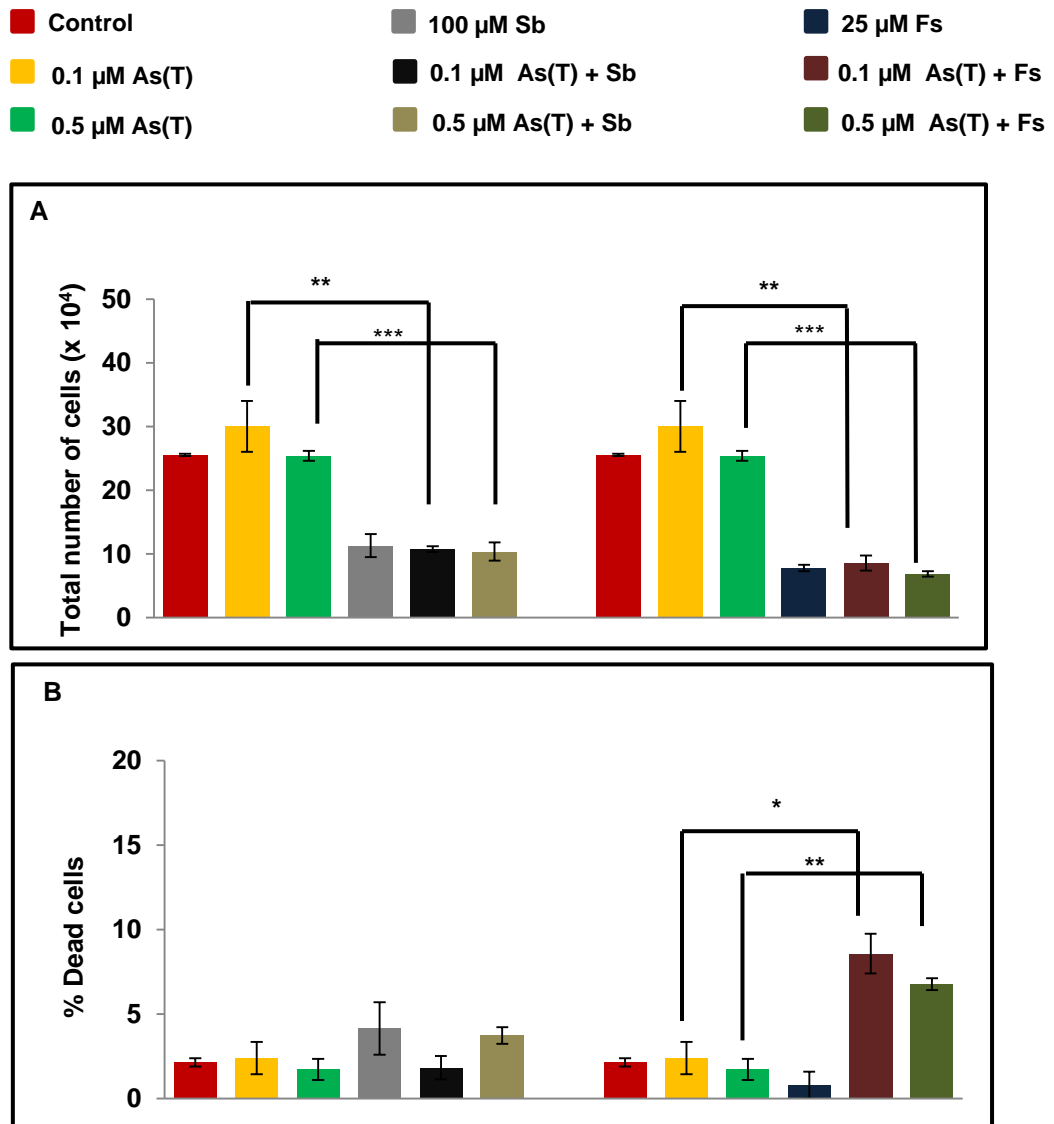 Control
100 µM Sb
25 µM Fs
0.1 µM As(T)
0.1 µM  As(T) + Sb
0.1 µM  As(T) + Fs
0.5 µM As(T)
0.5 µM As(T) + Sb
0.5 µM  As(T) + Fs
A
Total number of cells (x 10⁴)
50
40
30
20
10
0
**
***
**
***
B
% Dead cells
20
15
10
5
0
*
**